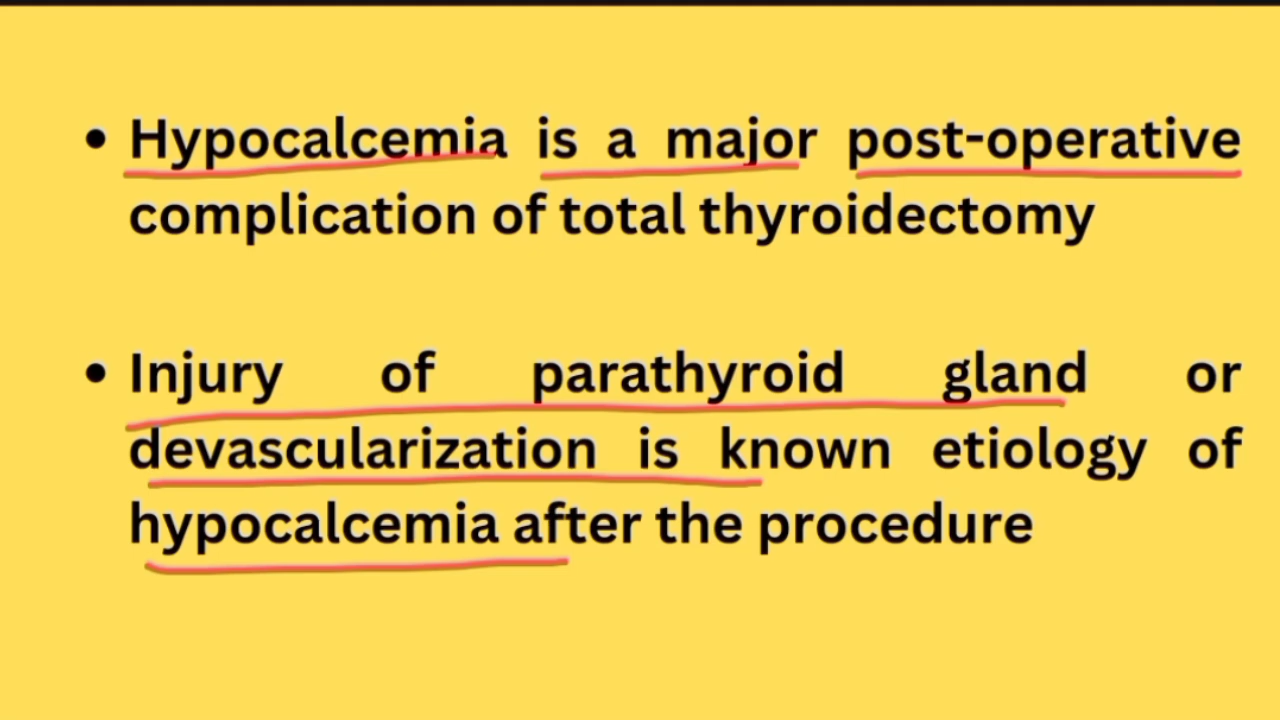 • Hypocalcemia is a major post-operative
complication of total thyroidectomy
• Injury of parathyroid gland or
devascularization is known etiology of
hypocalcemia after the procedure